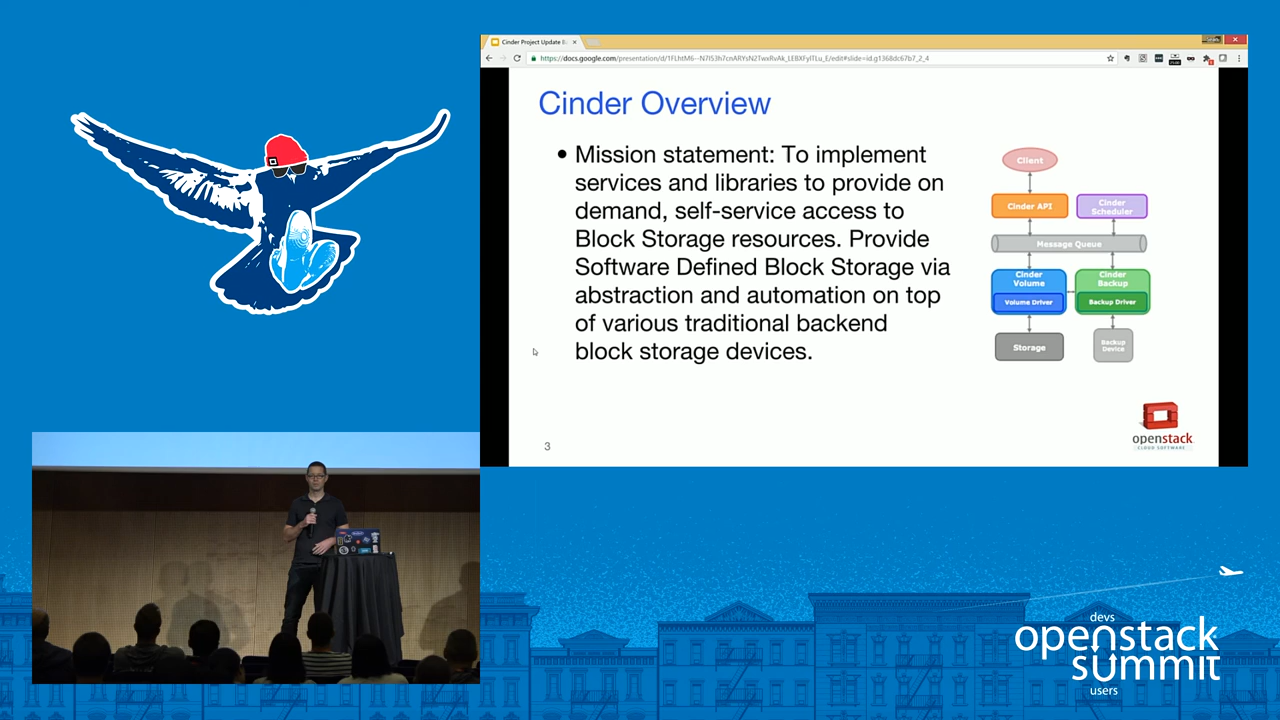 Cinder Project Update B
https://docs.google.com/presentation/d/1FLhtM6--N7I53h7cnARYsN2TwxRvAk_LEBXFylTLu_E/edit#slide=id.g1368dc67b7_2_4
Cinder Overview
• Mission statement: To implement
services and libraries to provide on
demand, self-service access to
Block Storage resources. Provide
Software Defined Block Storage via
abstraction and automation on top
of various traditional backend
block storage devices.
Client
Cinder API
Cinder
Scheduler
Message Queue
Cinder
Volume
Volume Driver
Cinder
Backup
Backup Driver
Storage
Backup
Device
3
openstack
CLOUD SOFTWARE
devs
openstack
summit
users